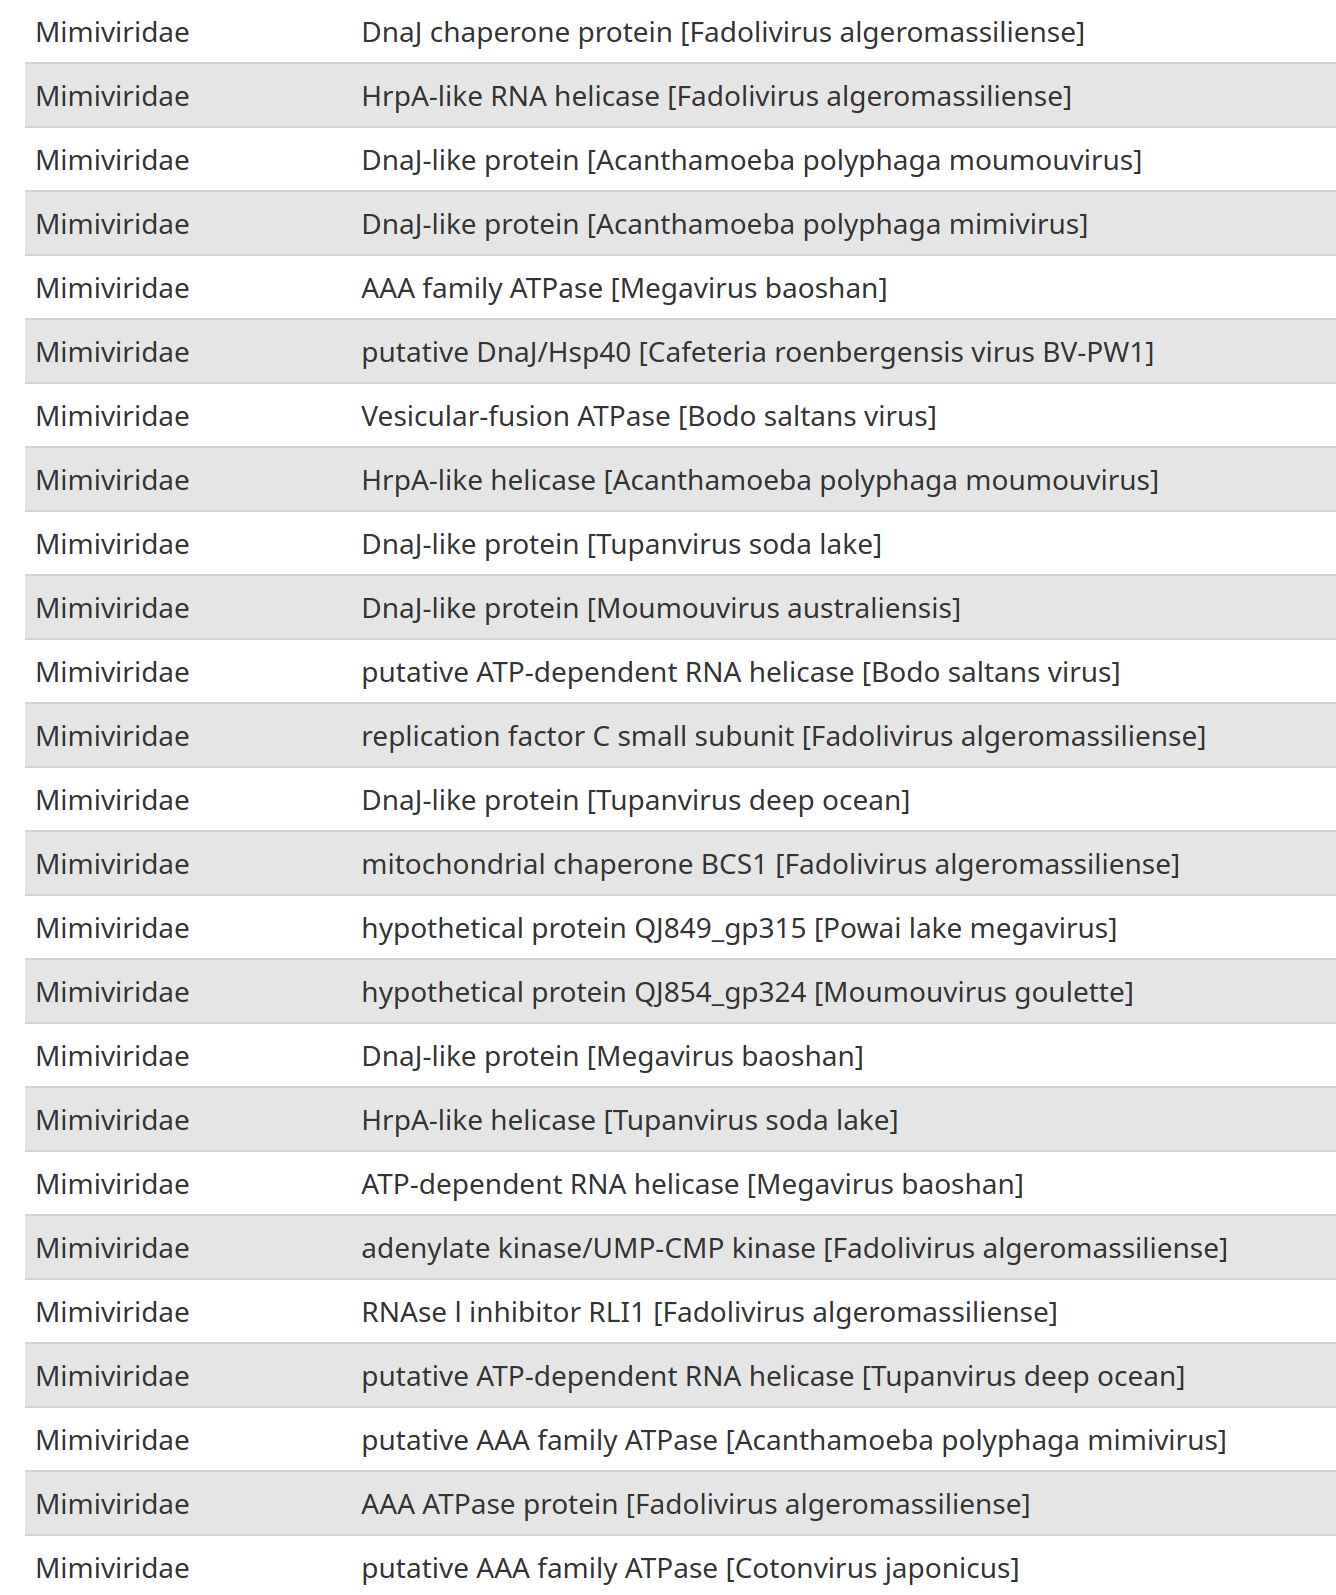 Mimiviridae DnaJ chaperone protein [Fadolivirus algeromassiliense]
Mimiviridae HrpA-like RNA helicase [Fadolivirus algeromassiliense]
Mimiviridae DnaJ-like protein [Acanthamoeba polyphaga moumouvirus]
Mimiviridae DnaJ-like protein [Acanthamoeba polyphaga mimivirus]
Mimiviridae AAA family ATPase [Megavirus baoshan]
Mimiviridae putative DnaJ/Hsp40 [Cafeteria roenbergensis virus BV-PW1]
Mimiviridae Vesicular-fusion ATPase [Bodo saltans virus]
Mimiviridae HrpA-like helicase [Acanthamoeba polyphaga moumouvirus]
Mimiviridae DnaJ-like protein [Tupanvirus soda lake]
Mimiviridae DnaJ-like protein [Moumouvirus australiensis]
Mimiviridae putative ATP-dependent RNA helicase [Bodo saltans virus]
Mimiviridae replication factor C small subunit [Fadolivirus algeromassiliense]
Mimiviridae DnaJ-like protein [Tupanvirus deep ocean]
Mimiviridae mitochondrial chaperone BCS1 [Fadolivirus algeromassiliense]
Mimiviridae hypothetical protein QJ849_gp315 [Powai lake megavirus]
Mimiviridae hypothetical protein QJ854_gp324 [Moumouvirus goulette]
Mimiviridae DnaJ-like protein [Megavirus baoshan]
Mimiviridae HrpA-like helicase [Tupanvirus soda lake]
Mimiviridae ATP-dependent RNA helicase [Megavirus baoshan]
Mimiviridae adenylate kinase/UMP-CMP kinase [Fadolivirus algeromassiliense]
Mimiviridae RNAse l inhibitor RLI1 [Fadolivirus algeromassiliense]
Mimiviridae putative ATP-dependent RNA helicase [Tupanvirus deep ocean]
Mimiviridae putative AAA family ATPase [Acanthamoeba polyphaga mimivirus]
Mimiviridae AAA ATPase protein [Fadolivirus algeromassiliense]
Mimiviridae putative AAA family ATPase [Cotonvirus japonicus]